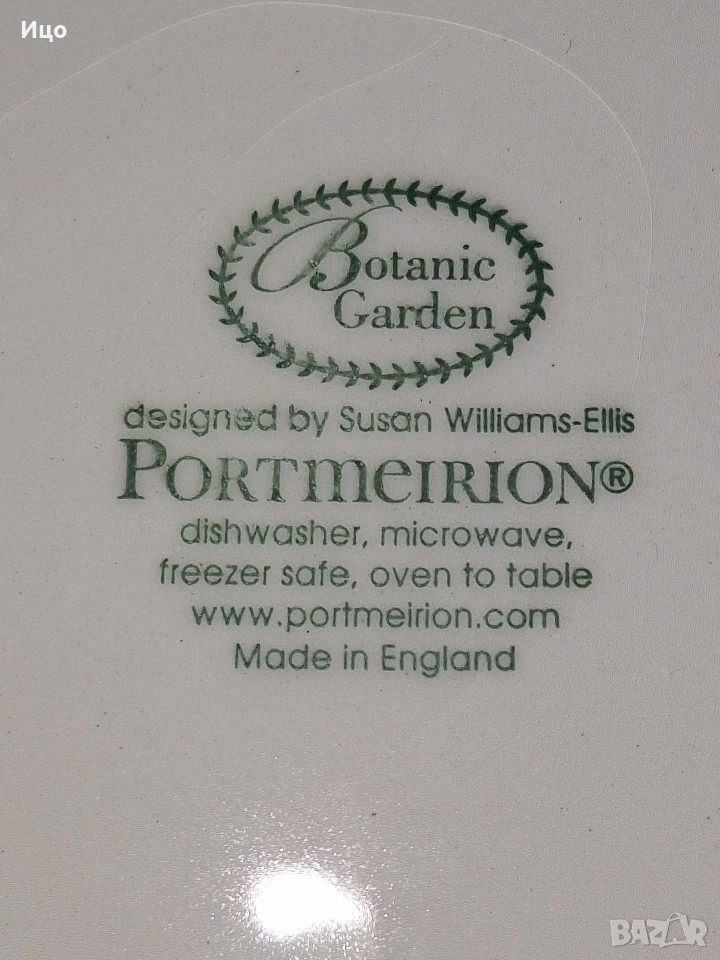 Ицо
Botanic
Garden
designed by Susan Williams-Ellis
PORTMEIRION®
dishwasher, microwave,
freezer safe, oven to table
www.portmeirion.com
Made in England
BAZAR